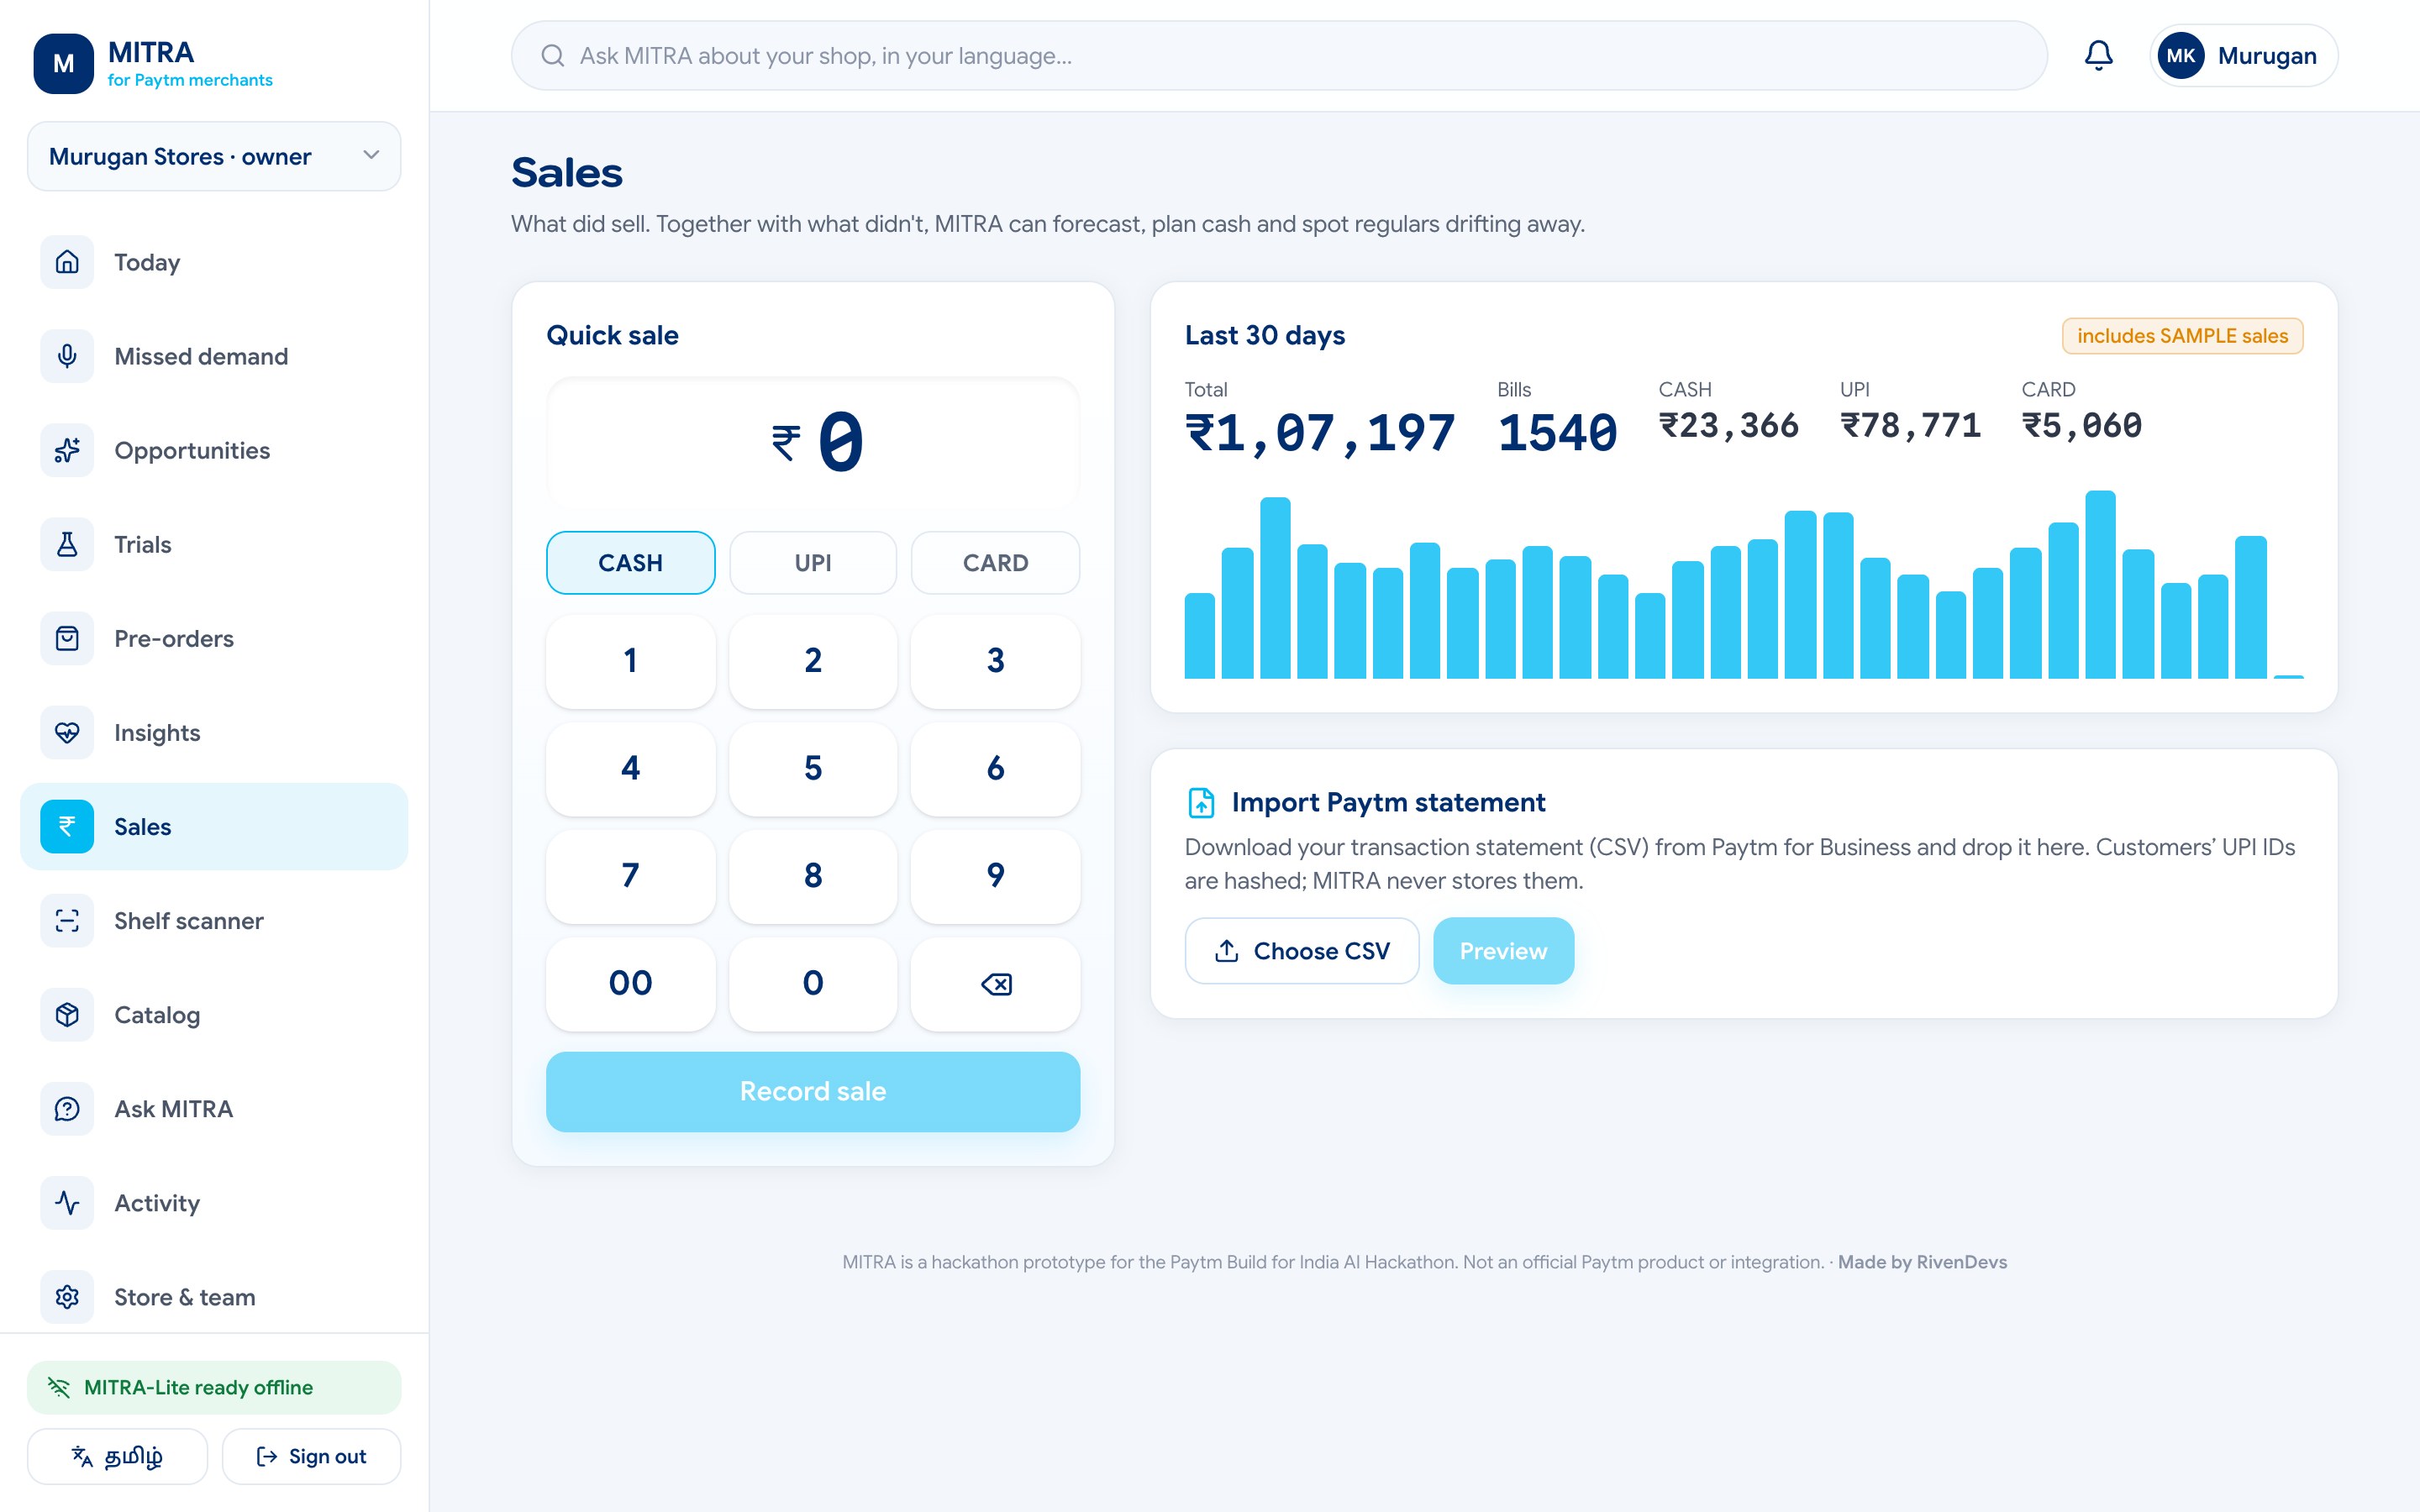 M
MITRA
for Paytm merchants
Murugan Stores · owner
Today
Missed demand
Opportunities
Trials
Pre-orders
Insights
₹
Sales
Shelf scanner
Catalog
Ask MITRA
Activity
Store & team
MITRA-Lite ready offline
தமிழ்
Sign out
Ask MITRA about your shop, in your language...
MK
Murugan
Sales
What did sell. Together with what didn't, MITRA can forecast, plan cash and spot regulars drifting away.
Quick sale
₹ 0
CASH UPI CARD
1 2 3
4 5 6
7 8 9
00 0
Record sale
Last 30 days
includes SAMPLE sales
Total Bills CASH UPI CARD
₹1,07,197 1540 ₹23,366 ₹78,771 ₹5,060
Import Paytm statement
Download your transaction statement (CSV) from Paytm for Business and drop it here. Customers’ UPI IDs
are hashed; MITRA never stores them.
Choose CSV
Preview
MITRA is a hackathon prototype for the Paytm Build for India AI Hackathon. Not an official Paytm product or integration. · Made by RivenDevs